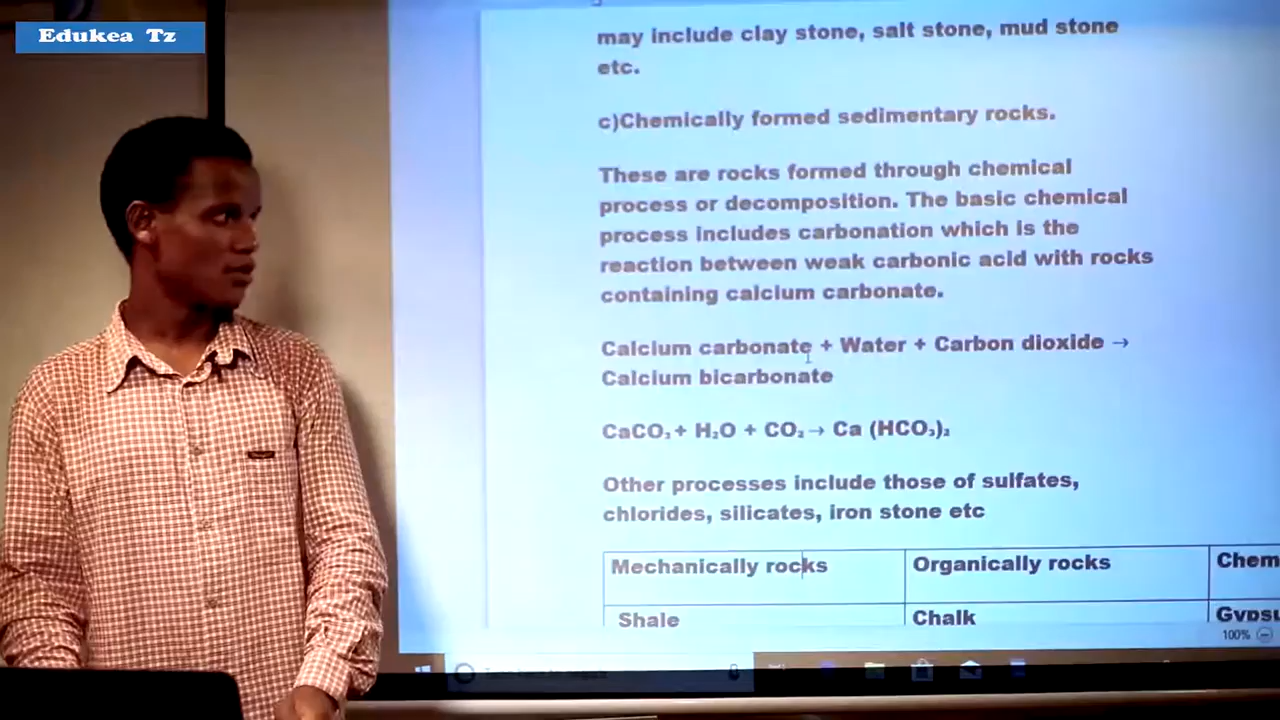 Edukea Tz
may include clay stone, salt stone, mud stone
etc.
c)Chemically formed sedimentary rocks.
These are rocks formed through chemical
process or decomposition. The basic chemical
process includes carbonation which is the
reaction between weak carbonic acid with rocks
containing calcium carbonate.
Calcium carbonate + Water + Carbon dioxide →
Calcium bicarbonate
CaCO₃ + H₂O + CO₂ → Ca (HCO₃)₂
Other processes include those of sulfates,
chlorides, silicates, iron stone etc
Mechanically rocks Organically rocks Chem
Shale Chalk Gypsu
100%